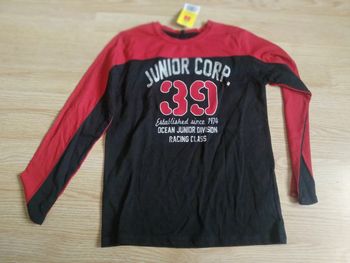 JUNIOR CORP.
39
Established since 1974
OCEAN JUNIOR DIVISION
RACING CLASS